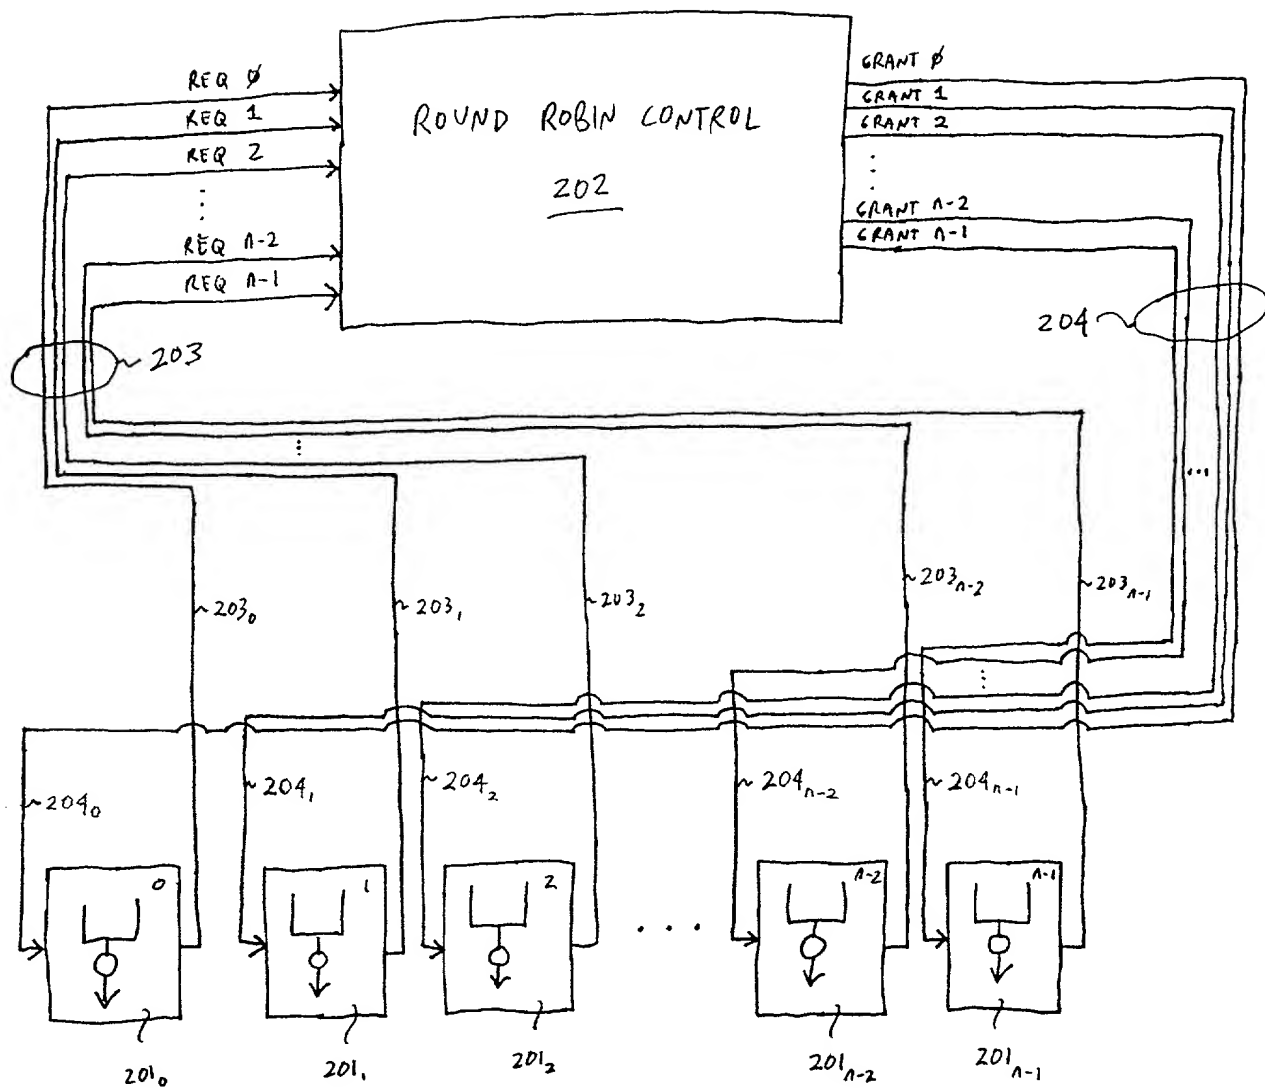 REQ Ø
REQ 1
REQ 2
REQ n-2
REQ n-1
ROUND ROBIN CONTROL
202
GRANT Ø
GRANT 1
GRANT 2
GRANT n-2
GRANT n-1
203
204
...
...
203₀
203₁
203₂
203ₙ₋₂
203ₙ₋₁
204₀
204₁
204₂
204ₙ₋₂
204ₙ₋₁
0
1
2
n-2
n-1
. . .
201₀
201₁
201₂
201ₙ₋₂
201ₙ₋₁